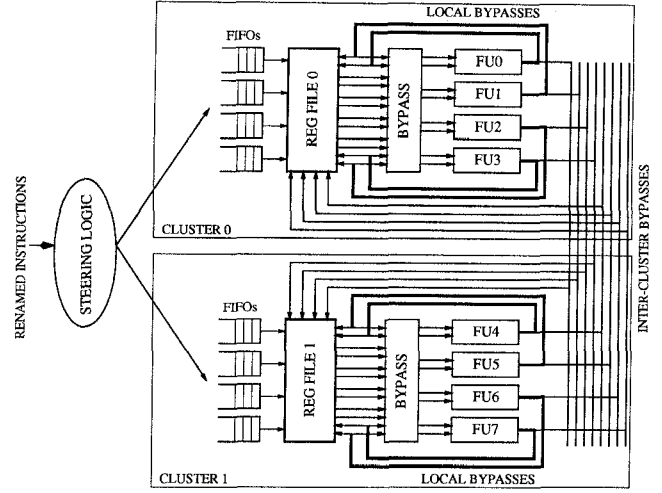 LOCAL BYPASSES
FIFOs
REG FILE 0
BYPASS
FU0
FU1
FU2
FU3
CLUSTER 0
RENAMED INSTRUCTIONS
STEERING LOGIC
INTER-CLUSTER BYPASSES
FIFOs
REG FILE 1
BYPASS
FU4
FU5
FU6
FU7
CLUSTER 1
LOCAL BYPASSES